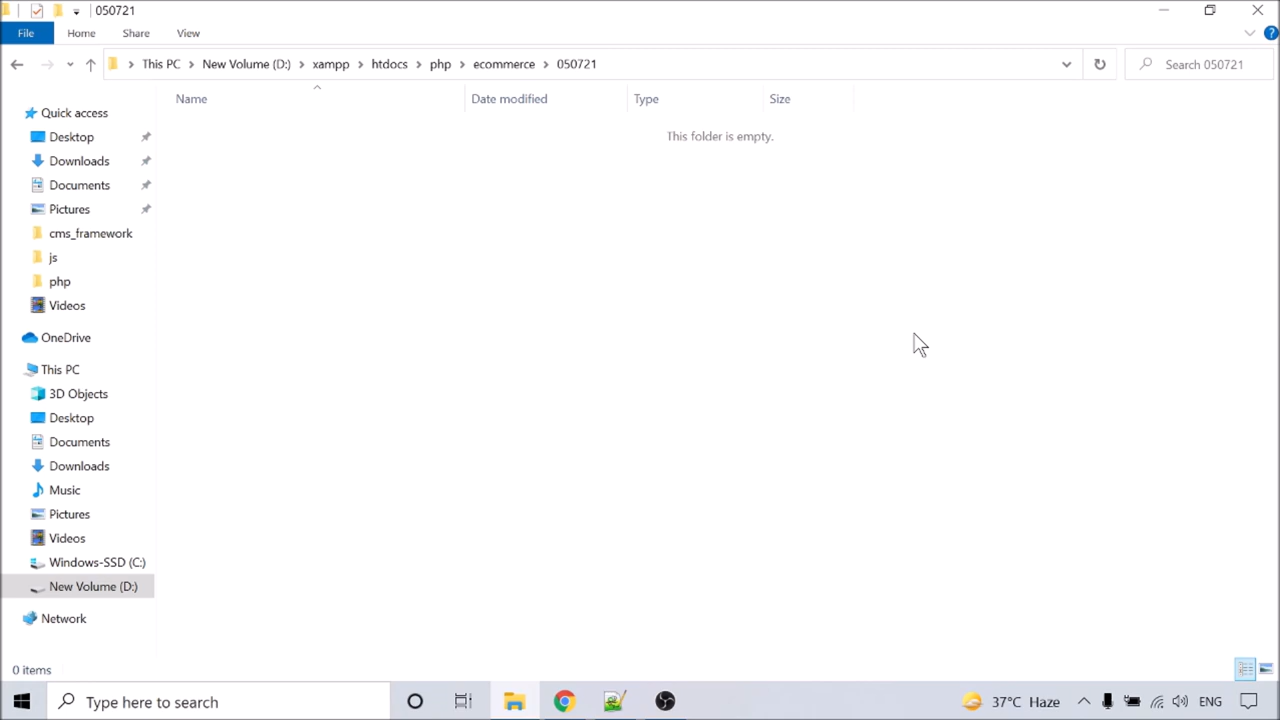 050721
File Home Share View
This PC New Volume (D:) xampp htdocs php ecommerce 050721
Search 050721
Name Date modified Type Size
This folder is empty.
Quick access
Desktop
Downloads
Documents
Pictures
cms_framework
js
php
Videos
OneDrive
This PC
3D Objects
Desktop
Documents
Downloads
Music
Pictures
Videos
Windows-SSD (C:)
New Volume (D:)
Network
0 items
Type here to search
37°C Haze
ENG